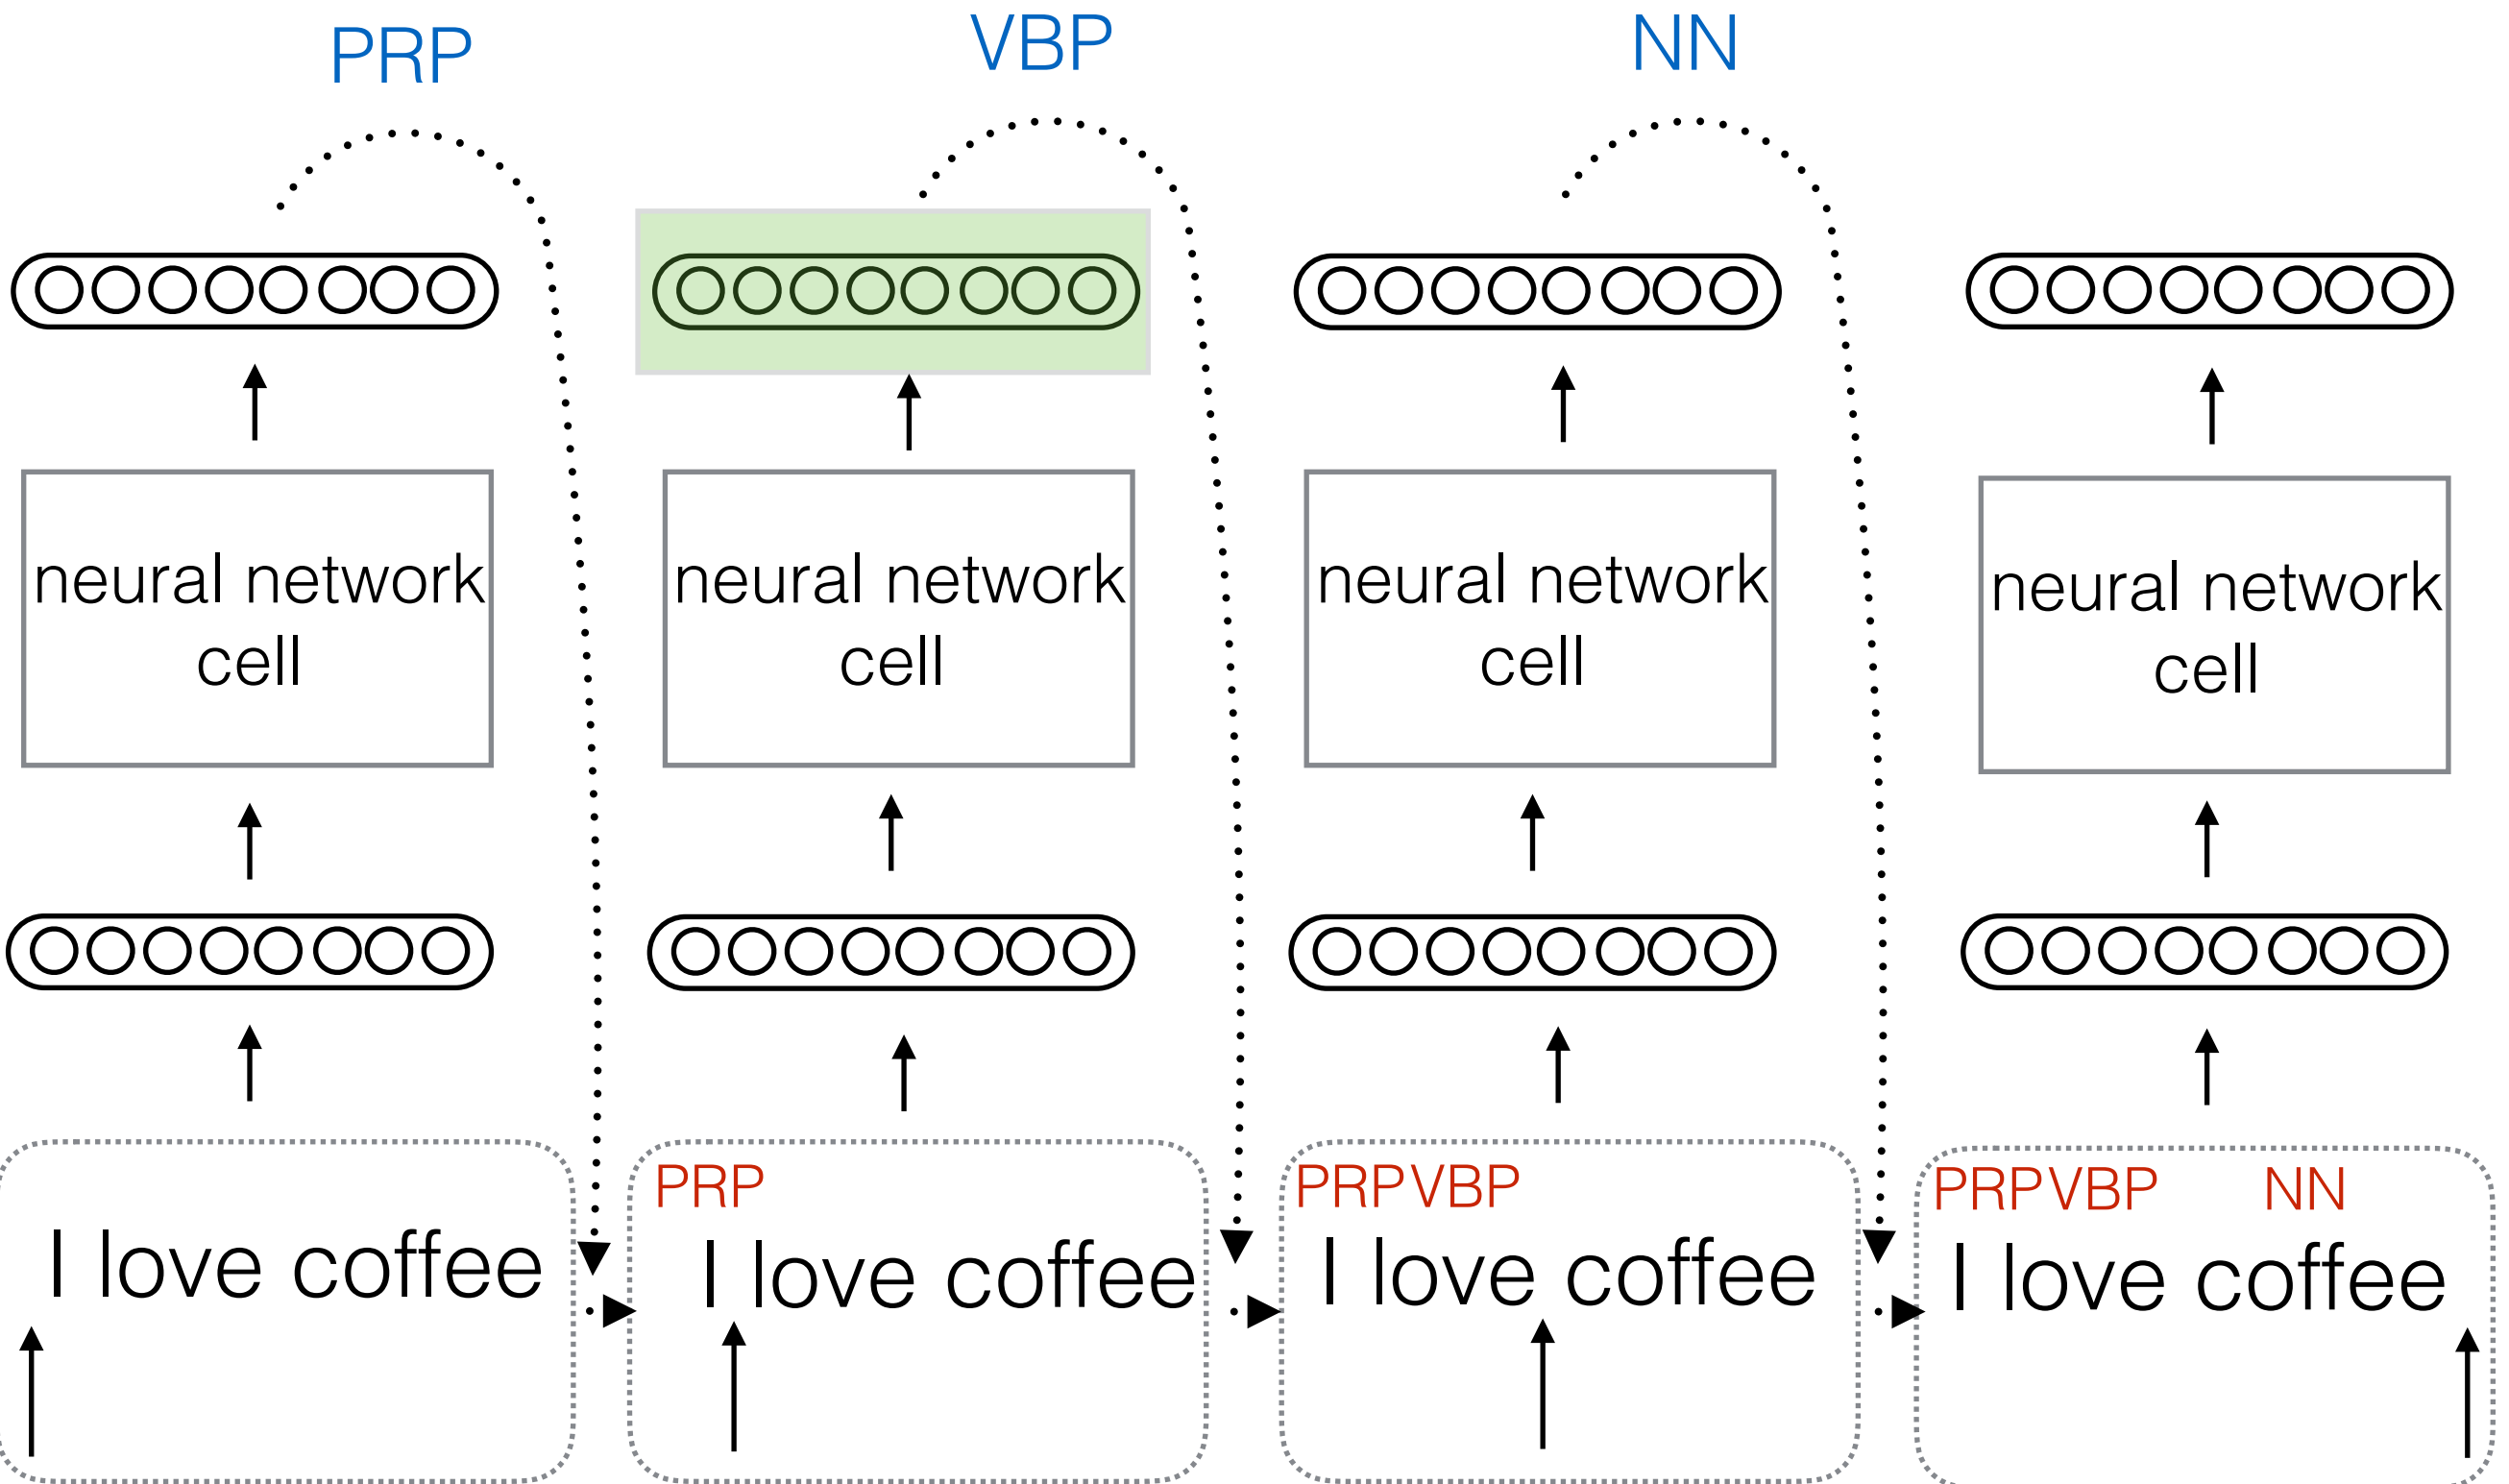 PRP
VBP
NN
neural network
cell
neural network
cell
neural network
cell
neural network
cell
I love coffee
PRP
I love coffee
PRPVBP
I love coffee
PRPVBP NN
I love coffee